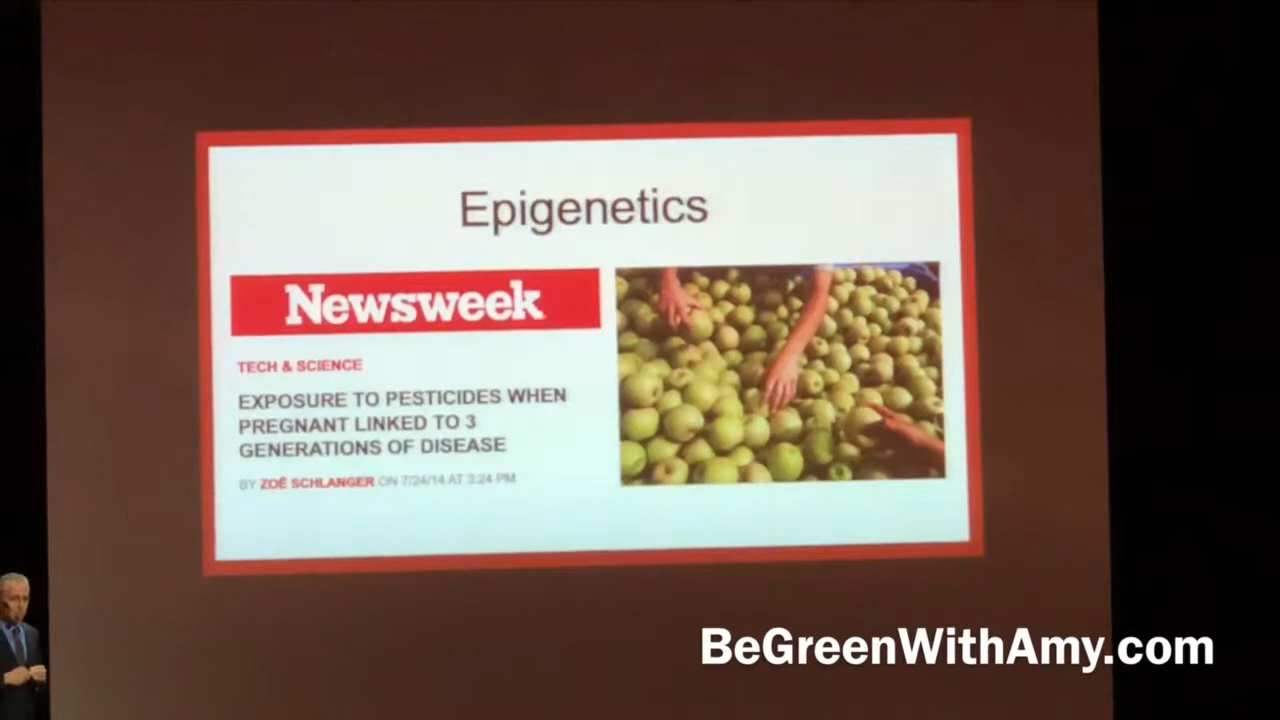 Epigenetics
Newsweek
TECH & SCIENCE
EXPOSURE TO PESTICIDES WHEN
PREGNANT LINKED TO 3
GENERATIONS OF DISEASE
BY ZOË SCHLANGER ON 7/24/14 AT 3:24 PM
BeGreenWithAmy.com